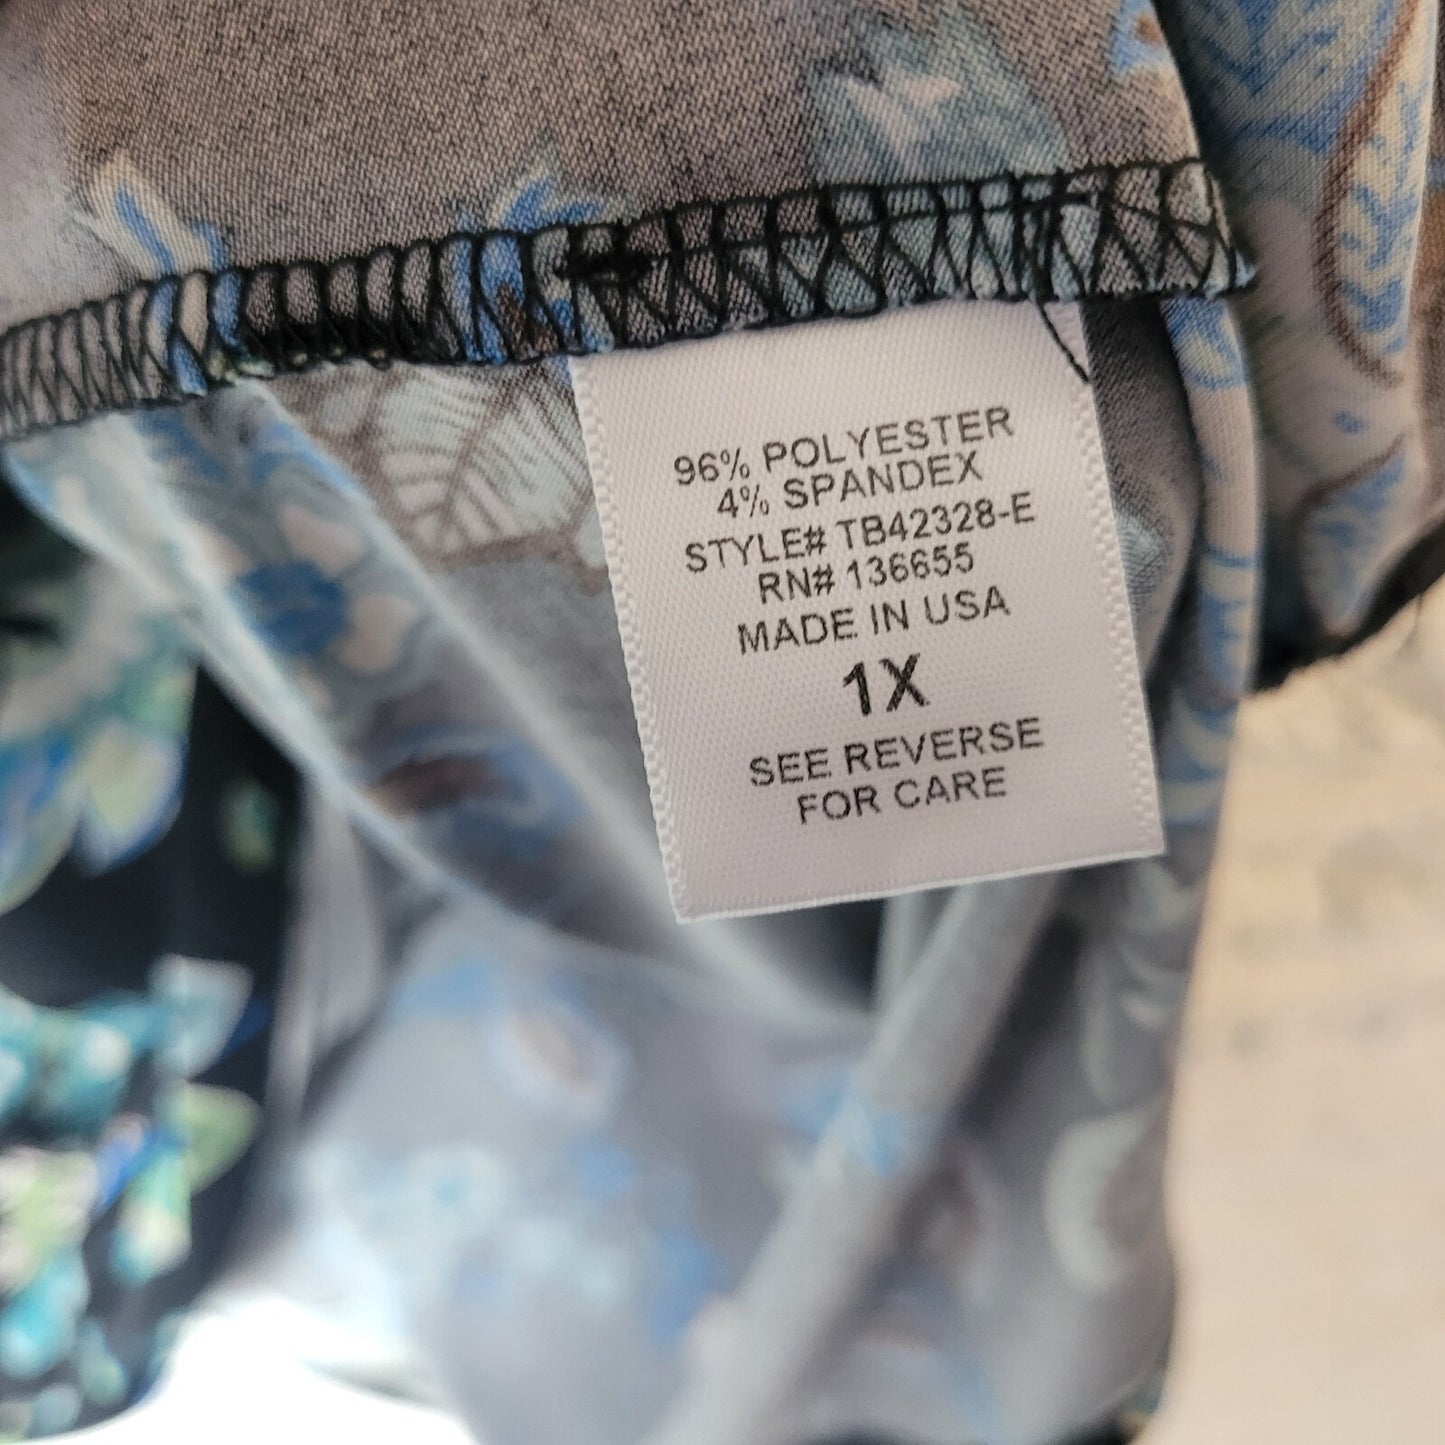 96% POLYESTER
4% SPANDEX
STYLE# TB42328-E
RN# 136655
MADE IN USA
1X
SEE REVERSE
FOR CARE